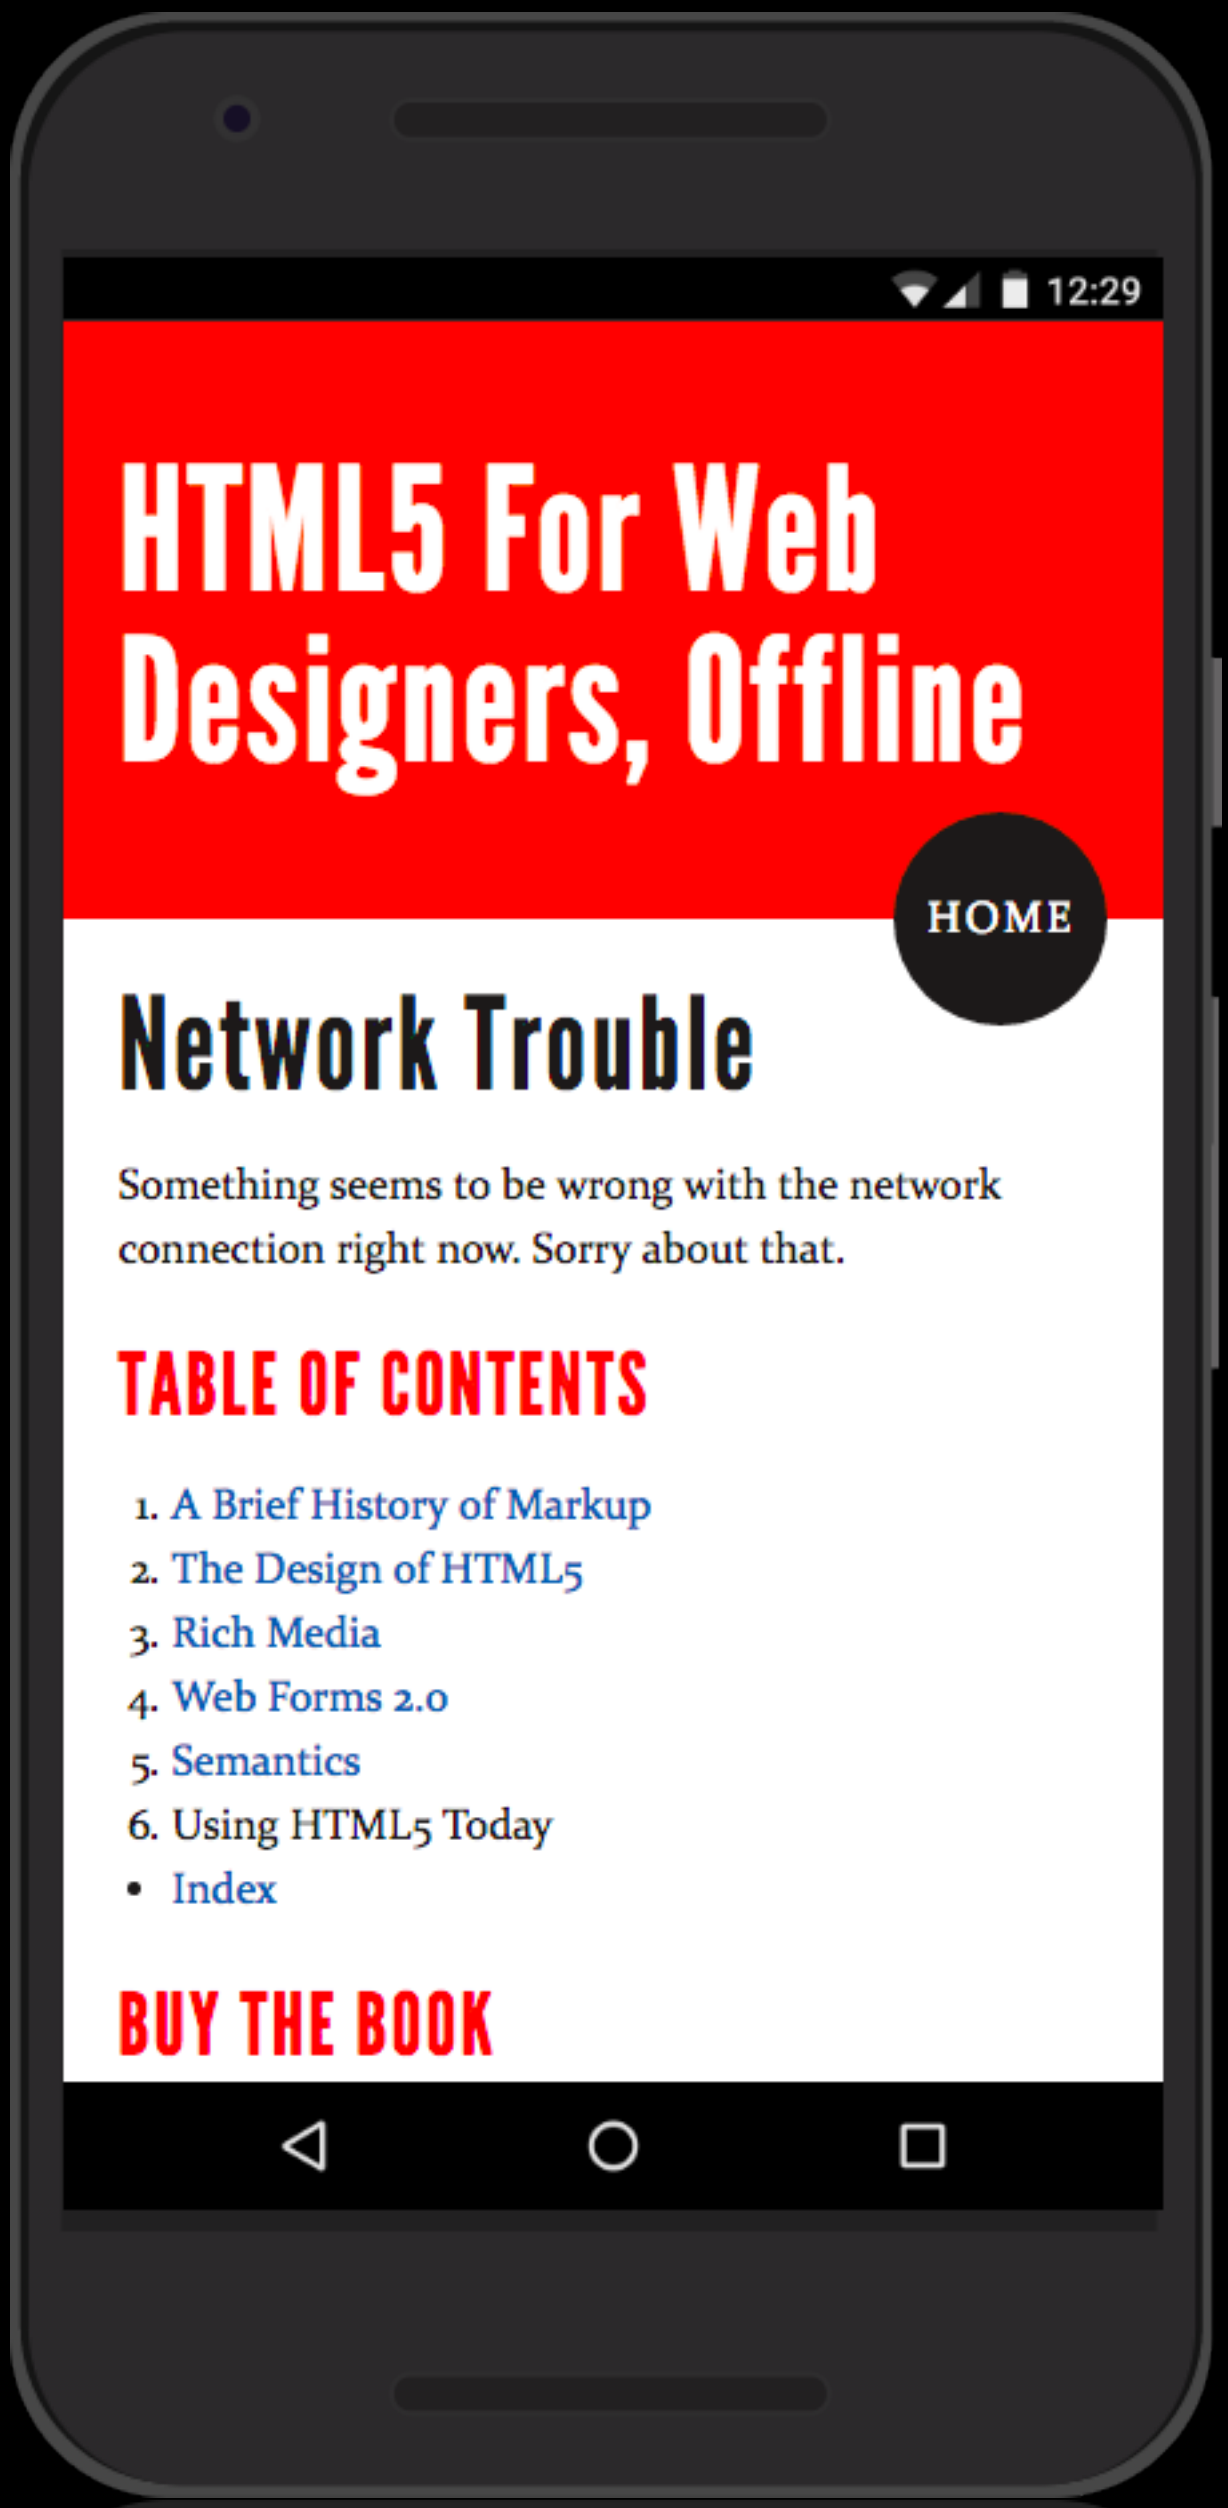 12:29
HTML5 For Web
Designers, Offline
HOME
Network Trouble
Something seems to be wrong with the network
connection right now. Sorry about that.
TABLE OF CONTENTS
1. A Brief History of Markup
2. The Design of HTML5
3. Rich Media
4. Web Forms 2.0
5. Semantics
6. Using HTML5 Today
• Index
BUY THE BOOK